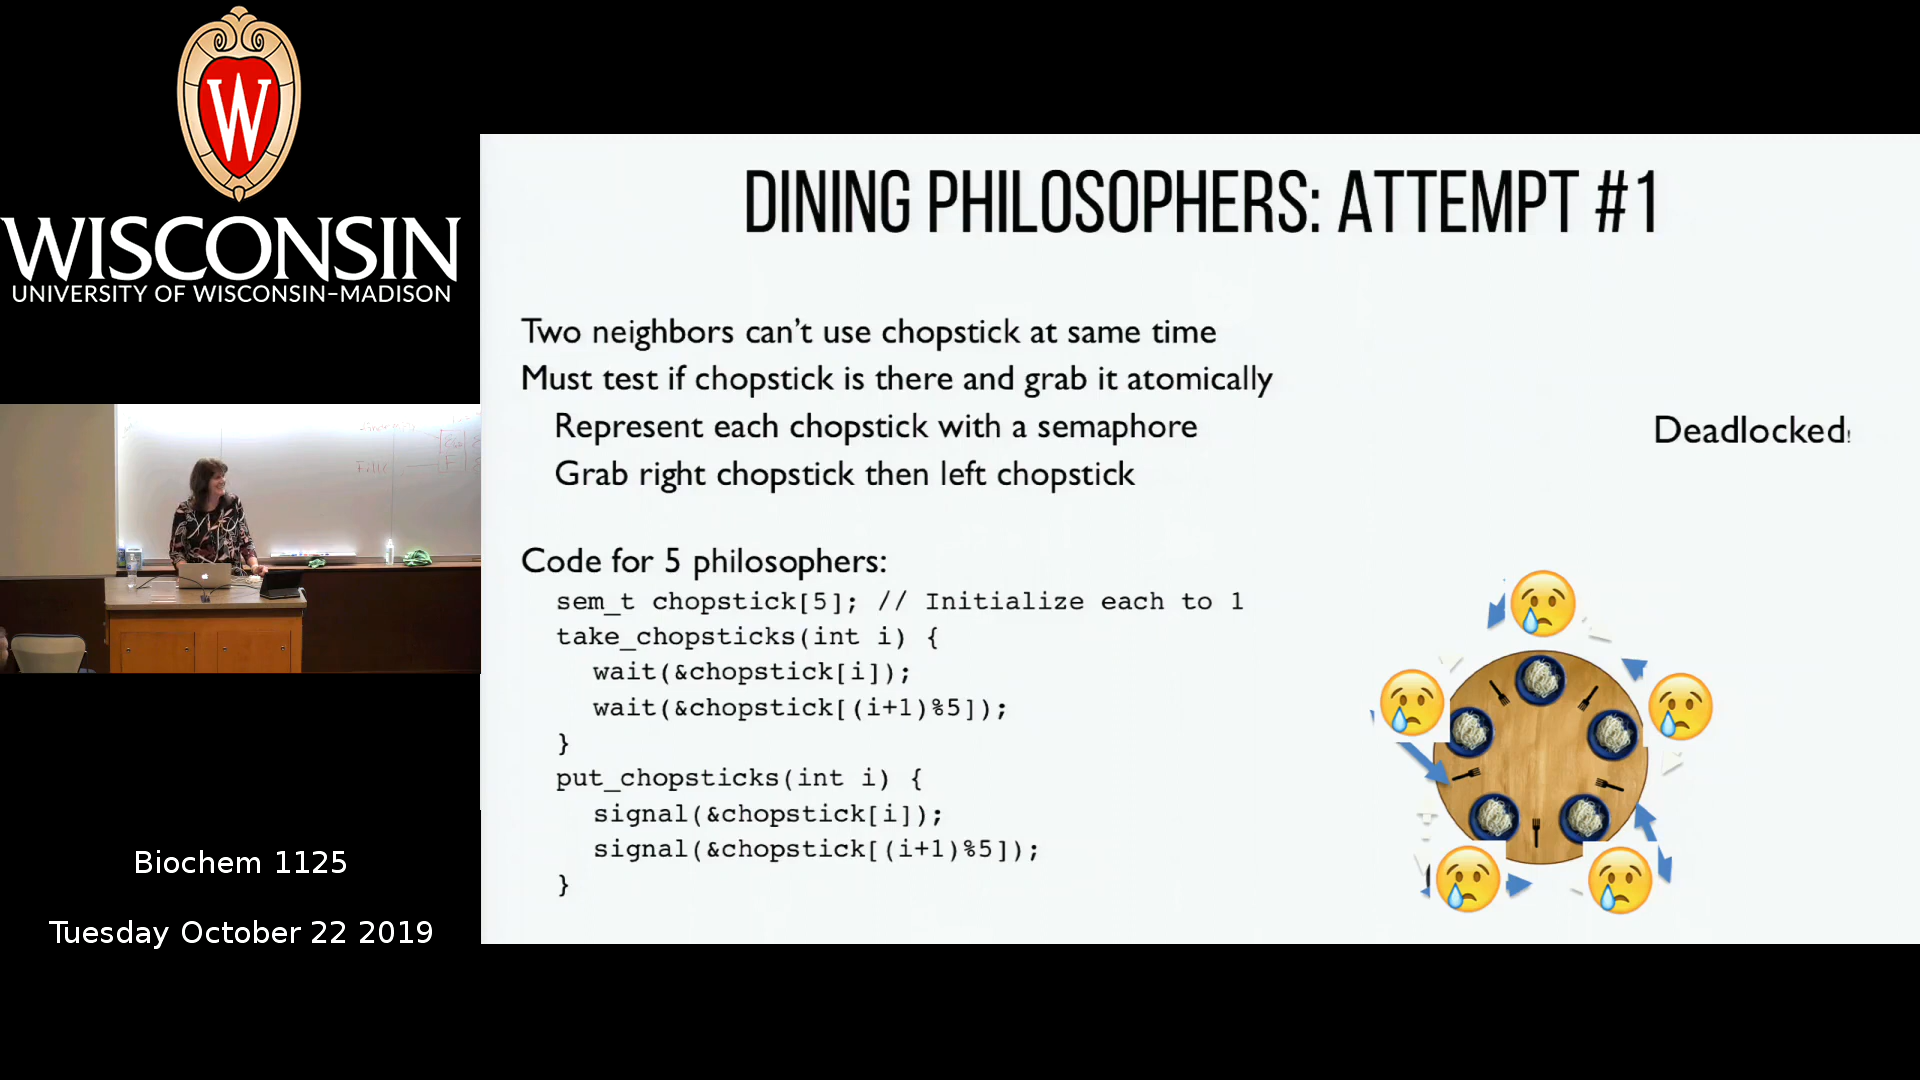 W
WISCONSIN
UNIVERSITY OF WISCONSIN-MADISON
Biochem 1125
Tuesday October 22 2019
DINING PHILOSOPHERS: ATTEMPT #1
Two neighbors can't use chopstick at same time
Must test if chopstick is there and grab it atomically
Represent each chopstick with a semaphore
Grab right chopstick then left chopstick
Deadlocked!
Code for 5 philosophers:
sem_t chopstick[5]; // Initialize each to 1
take_chopsticks(int i) {
wait(&chopstick[i]);
wait(&chopstick[(i+1)%5]);
}
put_chopsticks(int i) {
signal(&chopstick[i]);
signal(&chopstick[(i+1)%5]);
}